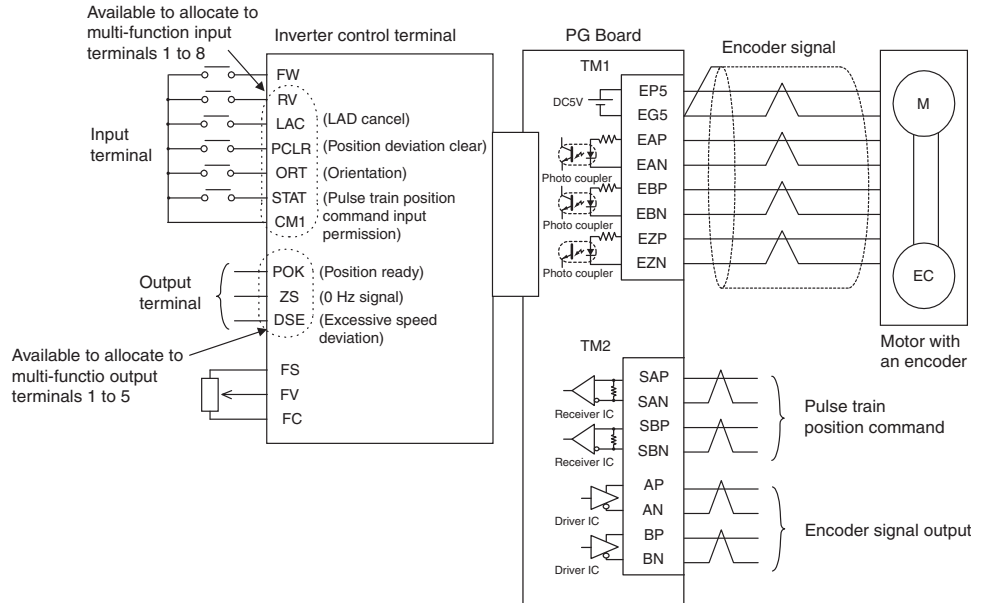 Available to allocate to
multi-function input
terminals 1 to 8
Inverter control terminal
FW
RV
LAC (LAD cancel)
PCLR (Position deviation clear)
ORT (Orientation)
STAT (Pulse train position
command input
permission)
CM1
Input
terminal
POK (Position ready)
ZS (0 Hz signal)
DSE (Excessive speed
deviation)
Output
terminal
Available to allocate to
multi-functio output
terminals 1 to 5
FS
FV
FC
PG Board
TM1
DC5V
EP5
EG5
EAP
EAN
Photo coupler
EBP
EBN
Photo coupler
EZP
EZN
Photo coupler
Encoder signal
M
EC
Motor with
an encoder
TM2
SAP
SAN
Receiver IC
SBP
SBN
Receiver IC
Pulse train
position command
AP
AN
Driver IC
BP
BN
Driver IC
Encoder signal output